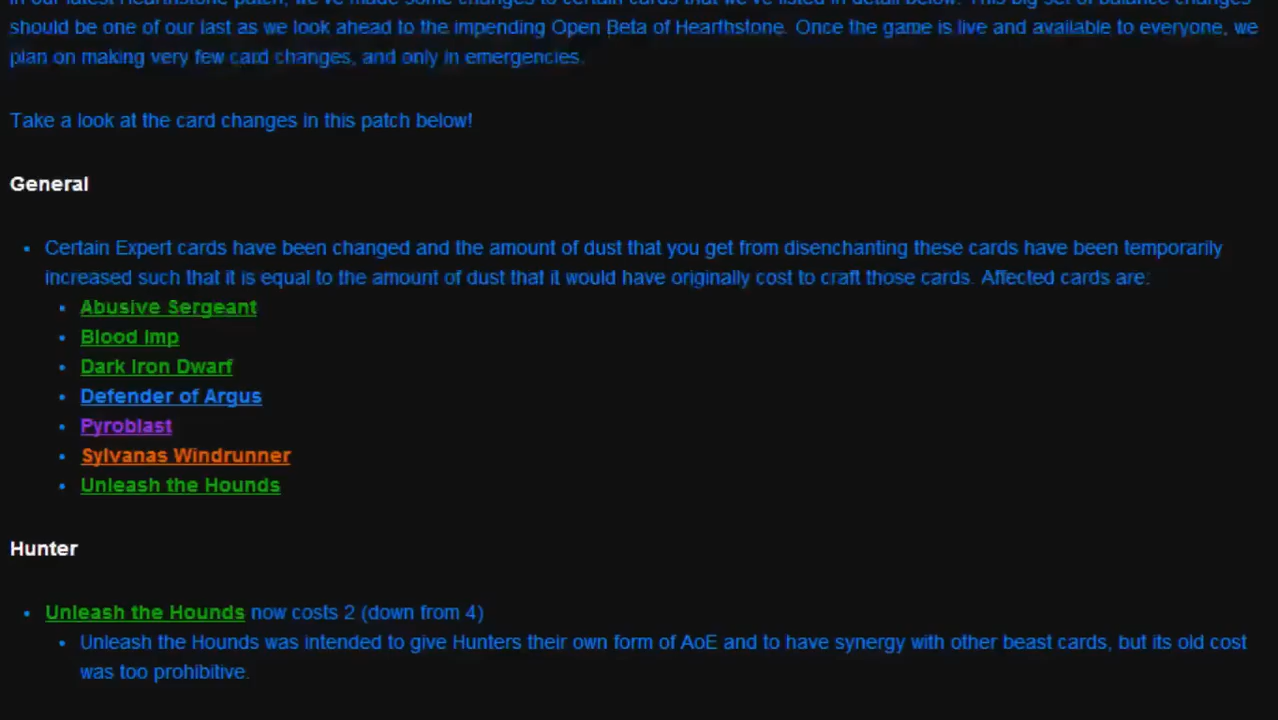 In our latest Hearthstone patch, we've made some changes to certain cards that we've listed in detail below. This big set of balance changes
should be one of our last as we look ahead to the impending Open Beta of Hearthstone. Once the game is live and available to everyone, we
plan on making very few card changes, and only in emergencies.
Take a look at the card changes in this patch below!
General
• Certain Expert cards have been changed and the amount of dust that you get from disenchanting these cards have been temporarily
increased such that it is equal to the amount of dust that it would have originally cost to craft those cards. Affected cards are:
• Abusive Sergeant
• Blood Imp
• Dark Iron Dwarf
• Defender of Argus
• Pyroblast
• Sylvanas Windrunner
• Unleash the Hounds
Hunter
• Unleash the Hounds now costs 2 (down from 4)
• Unleash the Hounds was intended to give Hunters their own form of AoE and to have synergy with other beast cards, but its old cost
was too prohibitive.